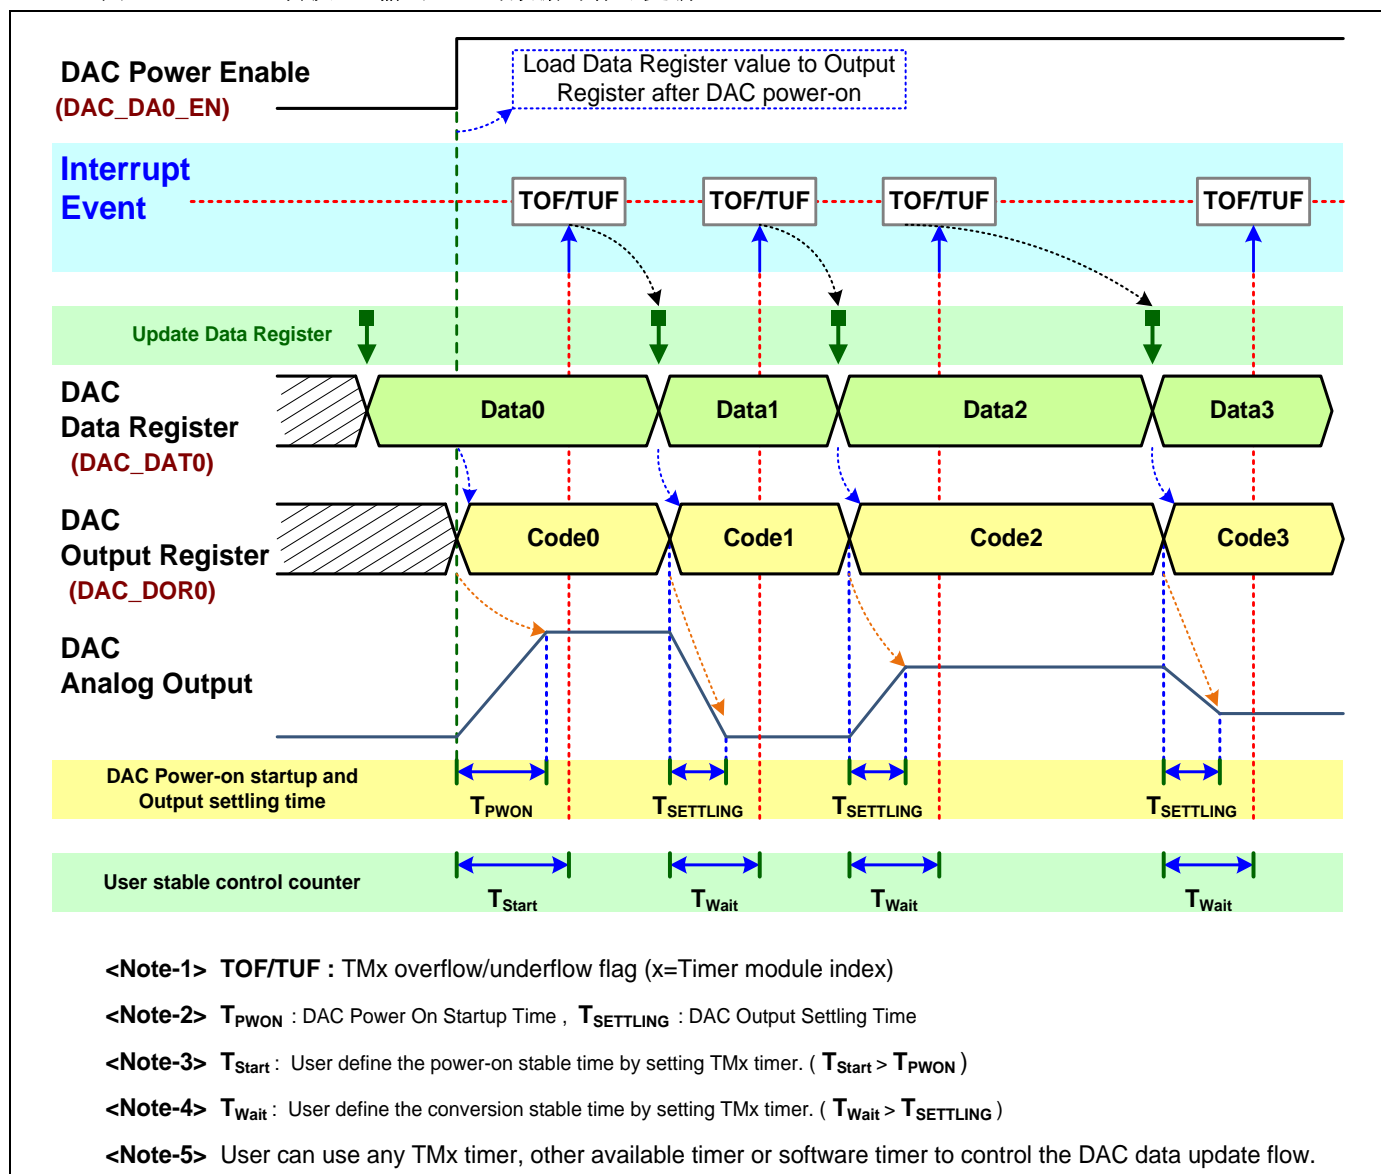 DAC Power Enable
(DAC_DA0_EN)
Load Data Register value to Output
Register after DAC power-on
Interrupt
Event
TOF/TUF TOF/TUF TOF/TUF TOF/TUF
Update Data Register
DAC
Data Register
(DAC_DAT0)
Data0 Data1 Data2 Data3
DAC
Output Register
(DAC_DOR0)
Code0 Code1 Code2 Code3
DAC
Analog Output
DAC Power-on startup and
Output settling time
TPWON TSETTLING TSETTLING TSETTLING
User stable control counter
TStart TWait TWait TWait
<Note-1> TOF/TUF : TMx overflow/underflow flag (x=Timer module index)
<Note-2> TPWON : DAC Power On Startup Time , TSETTLING : DAC Output Settling Time
<Note-3> TStart : User define the power-on stable time by setting TMx timer. ( TStart > TPWON )
<Note-4> TWait : User define the conversion stable time by setting TMx timer. ( TWait > TSETTLING )
<Note-5> User can use any TMx timer, other available timer or software timer to control the DAC data update flow.